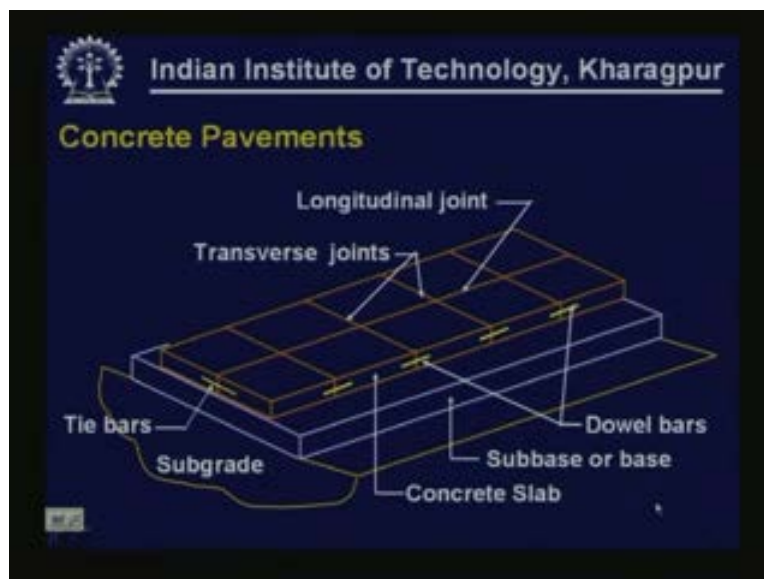 Indian Institute of Technology, Kharagpur
Concrete Pavements
Longitudinal joint
Transverse joints
Tie bars
Dowel bars
Subgrade
Subbase or base
Concrete Slab